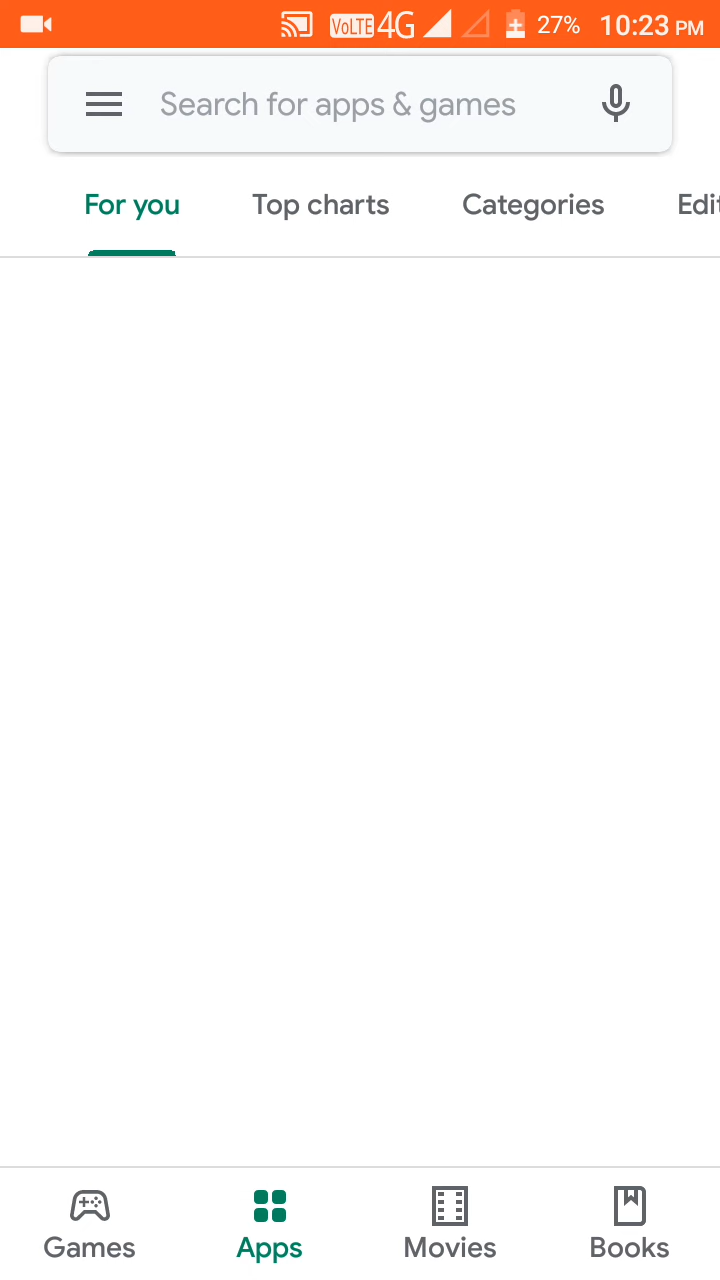 VoLTE 4G 27% 10:23 PM
Search for apps & games
For you Top charts Categories Edit
Games Apps Movies Books